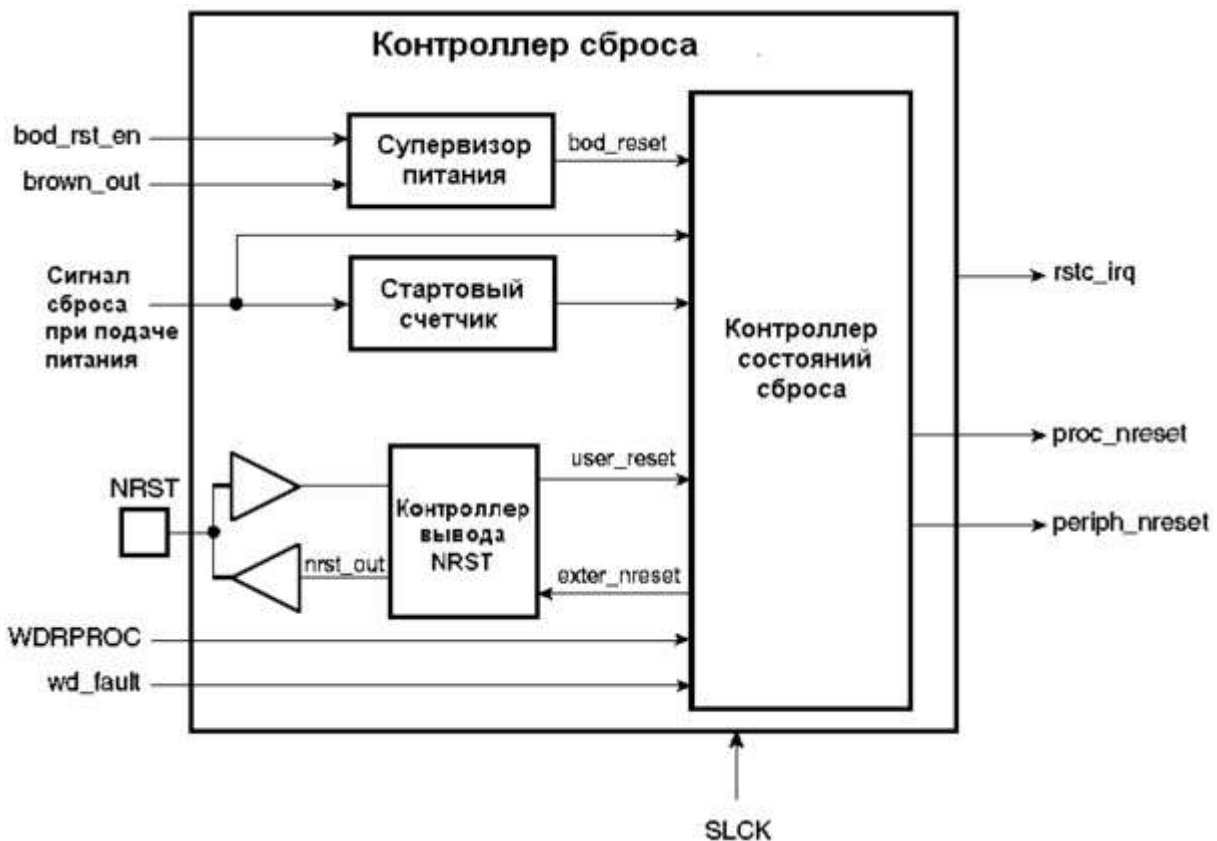 Контроллер сброса
bod_rst_en
brown_out
Супервизор
питания
bod_reset
Сигнал
сброса
при подаче
питания
Стартовый
счетчик
Контроллер
состояний
сброса
rstc_irq
proc_nreset
periph_nreset
NRST
Контроллер
вывода
NRST
user_reset
nrst_out
exter_nreset
WDRPROC
wd_fault
SLCK